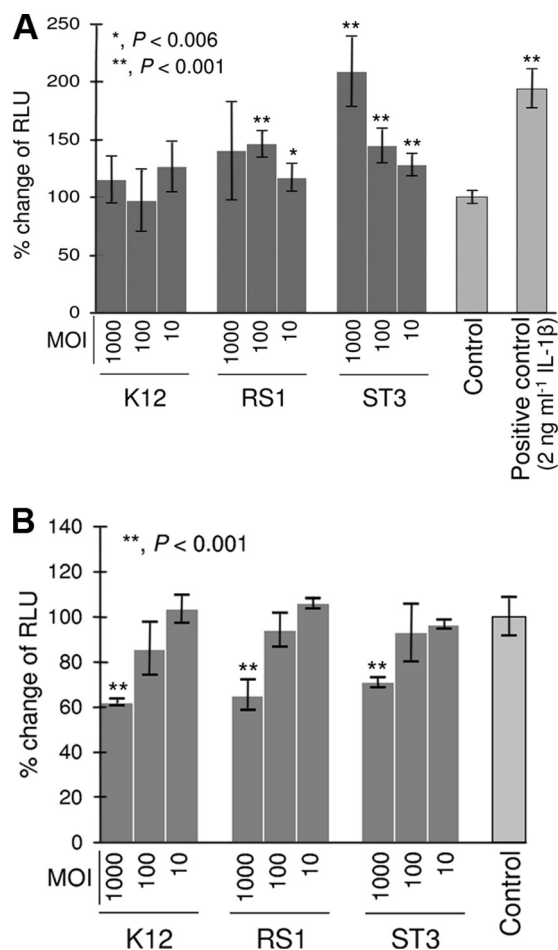 A
*, P < 0.006
**, P < 0.001
% change of RLU
250
200
150
100
50
0
** ** * ** ** ** **
MOI 1000 100 10 1000 100 10 1000 100 10
K12 RS1 ST3
Control
Positive control
(2 ng ml-1 IL-1β)
B
**, P < 0.001
% change of RLU
140
120
100
80
60
40
20
0
** ** **
MOI 1000 100 10 1000 100 10 1000 100 10
K12 RS1 ST3
Control